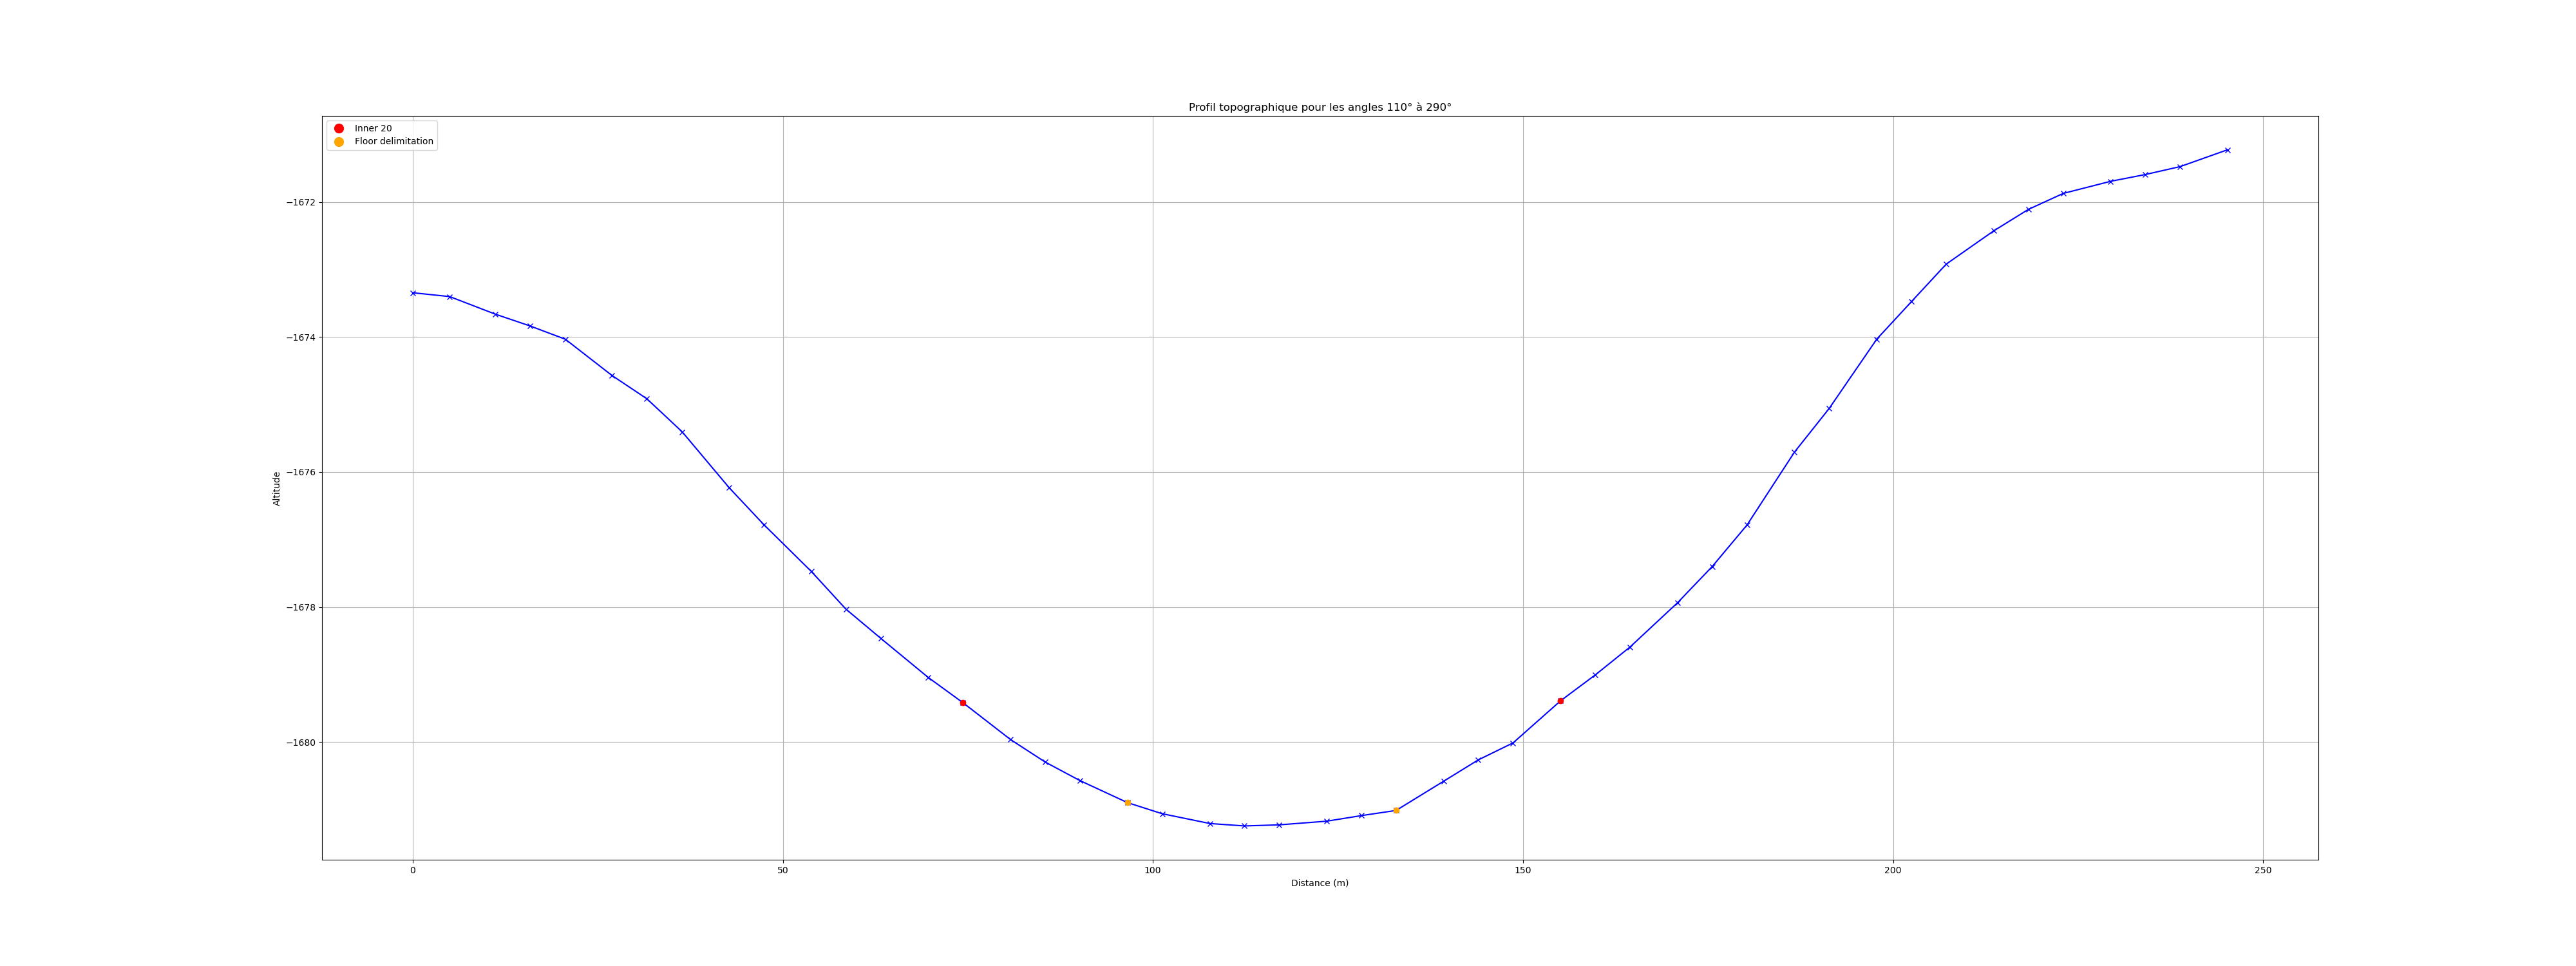 Profil topographique pour les angles 110° à 290°
Inner 20
Floor delimitation
Altitude
−1672
−1674
−1676
−1678
−1680
0
50
100
150
200
250
Distance (m)